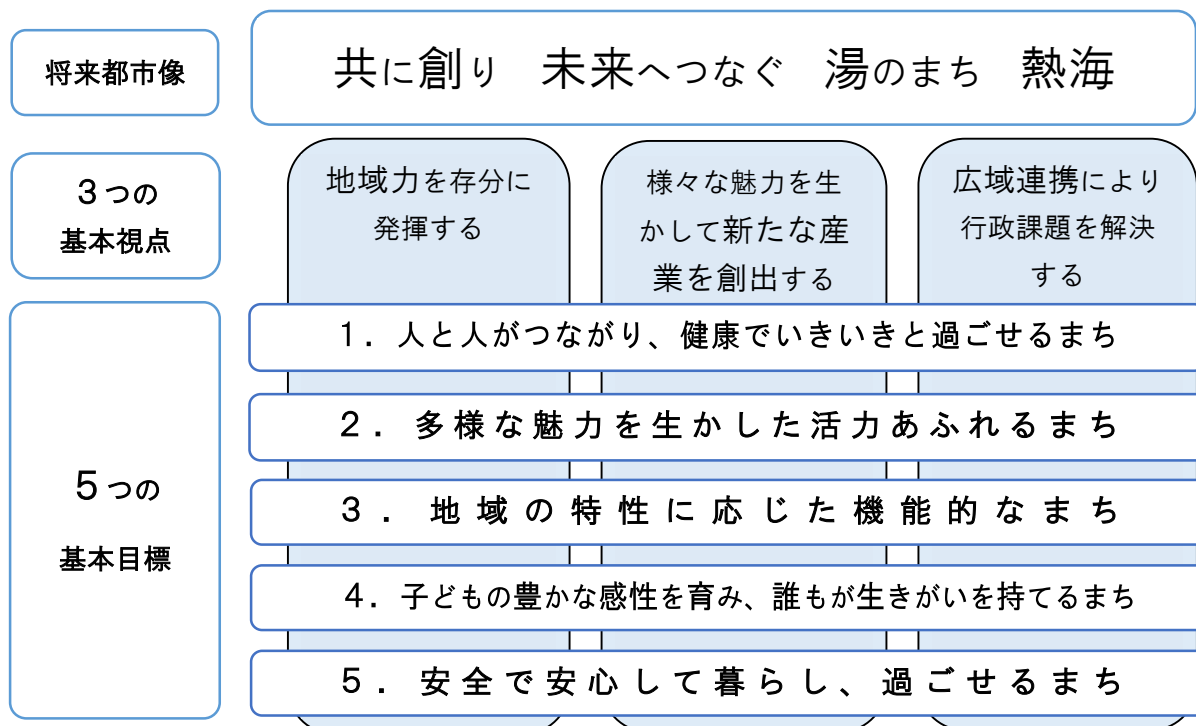 将来都市像
共に創り　未来へつなぐ　湯のまち　熱海
３つの
基本視点
地域力を存分に
発揮する
様々な魅力を生
かして新たな産
業を創出する
広域連携により
行政課題を解決
する
５つの
基本目標
１．人と人がつながり、健康でいきいきと過ごせるまち
２．多様な魅力を生かした活力あふれるまち
３．地域の特性に応じた機能的なまち
４．子どもの豊かな感性を育み、誰もが生きがいを持てるまち
５．安全で安心して暮らし、過ごせるまち